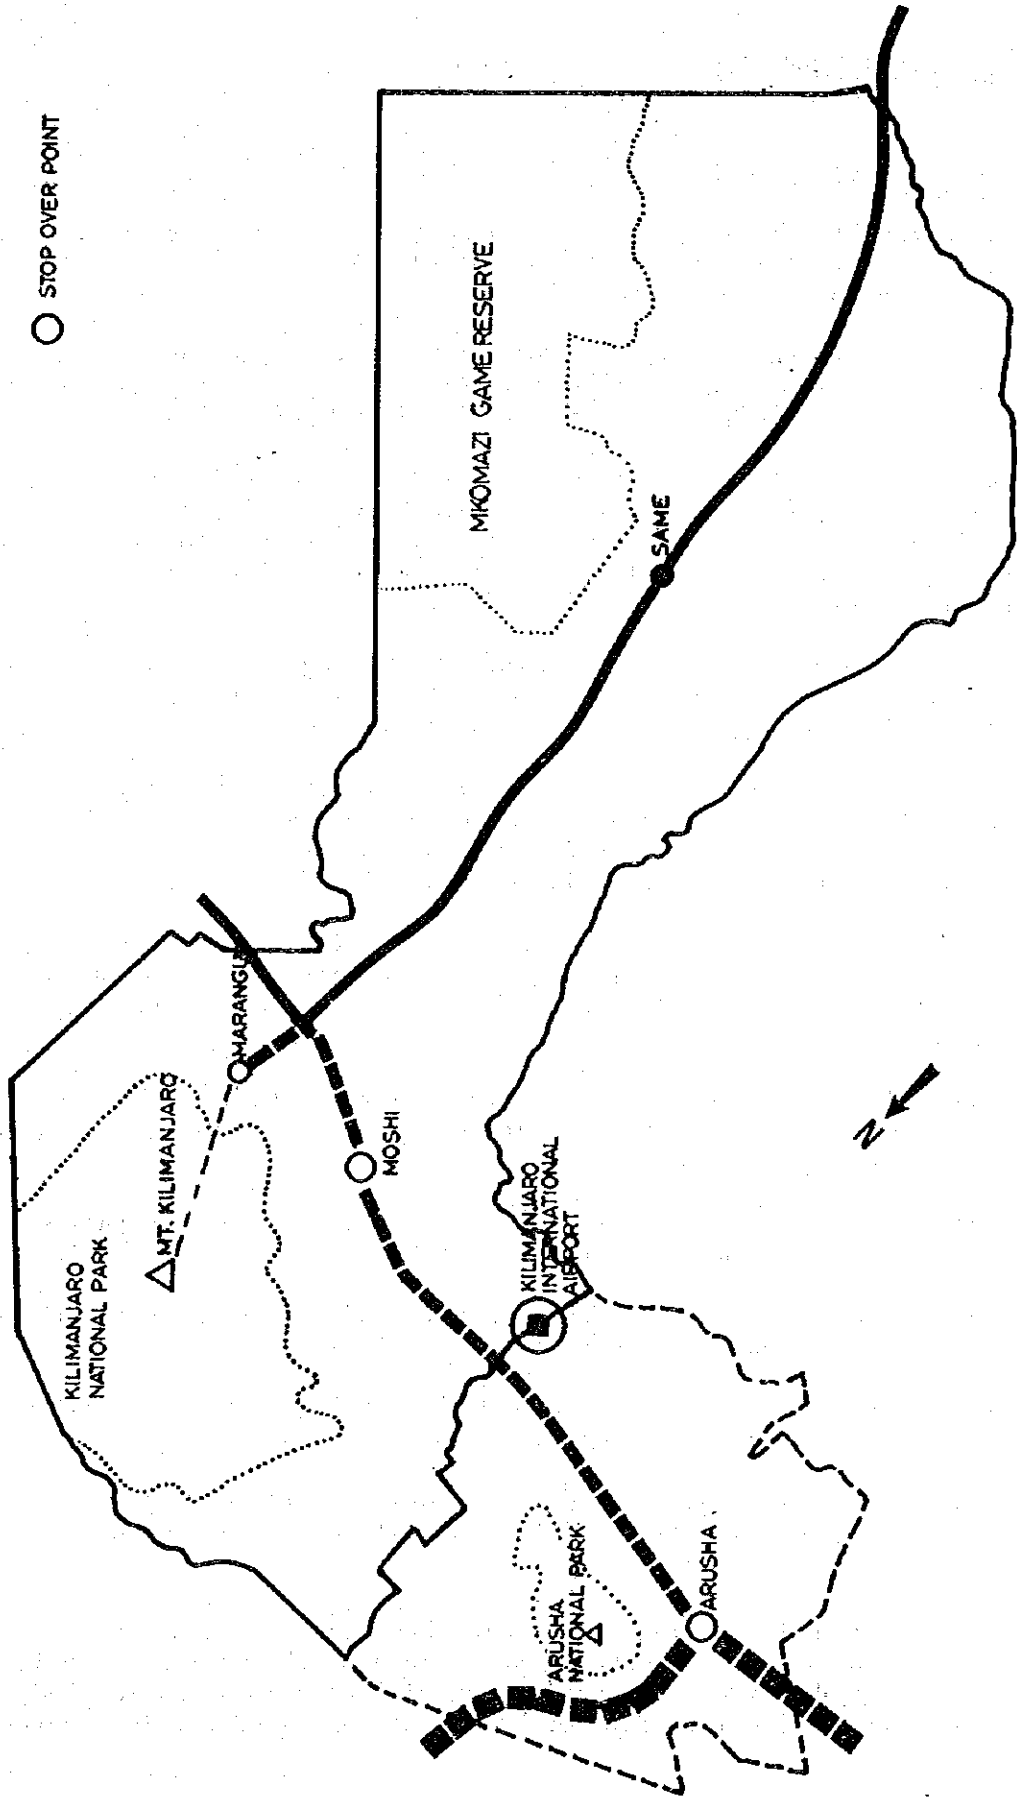 STOP OVER POINT
KILIMANJARO
NATIONAL PARK
MT. KILIMANJARO
MARANGU
MOSHI
MKOMAZI GAME RESERVE
SAME
KILIMANJARO
INTERNATIONAL
AIRPORT
ARUSHA
NATIONAL PARK
ARUSHA
N